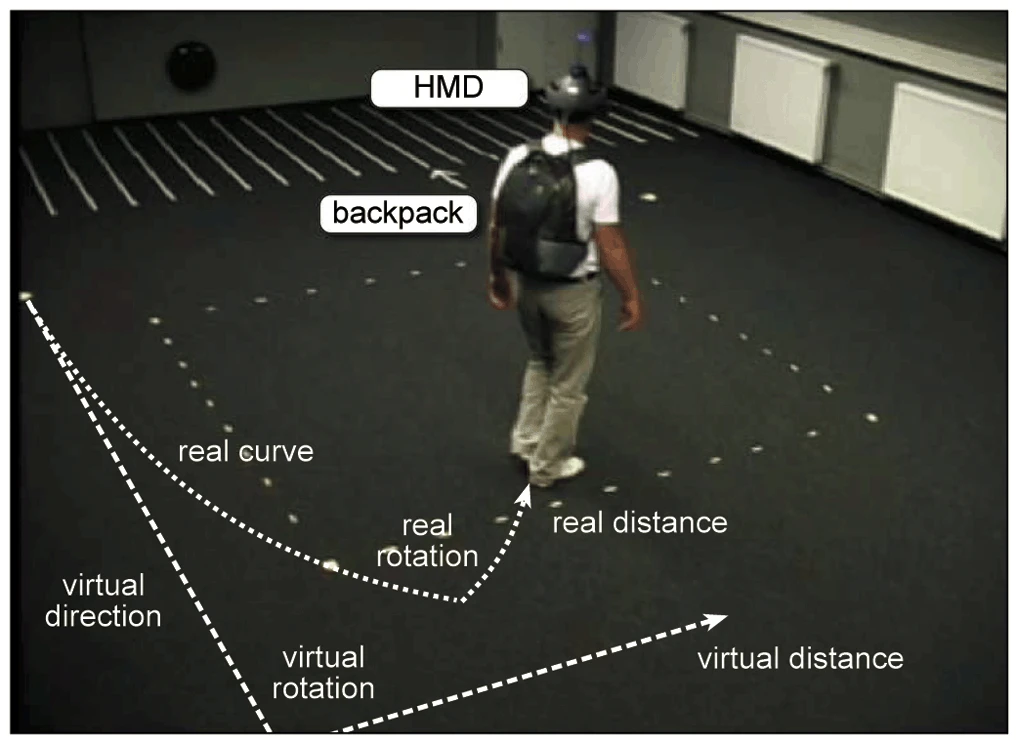 HMD
backpack
real curve
real
rotation
real distance
virtual
direction
virtual
rotation
virtual distance